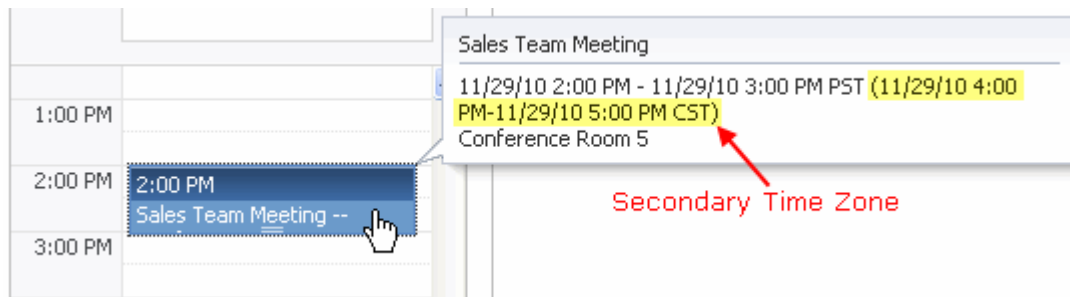 Sales Team Meeting
11/29/10 2:00 PM - 11/29/10 3:00 PM PST (11/29/10 4:00
PM-11/29/10 5:00 PM CST)
Conference Room 5
Secondary Time Zone
1:00 PM
2:00 PM
2:00 PM
Sales Team Meeting --
3:00 PM